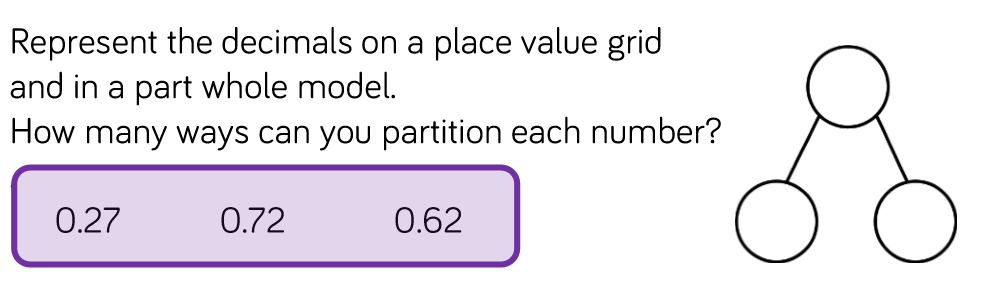 Represent the decimals on a place value grid
and in a part whole model.
How many ways can you partition each number?
0.27 0.72 0.62